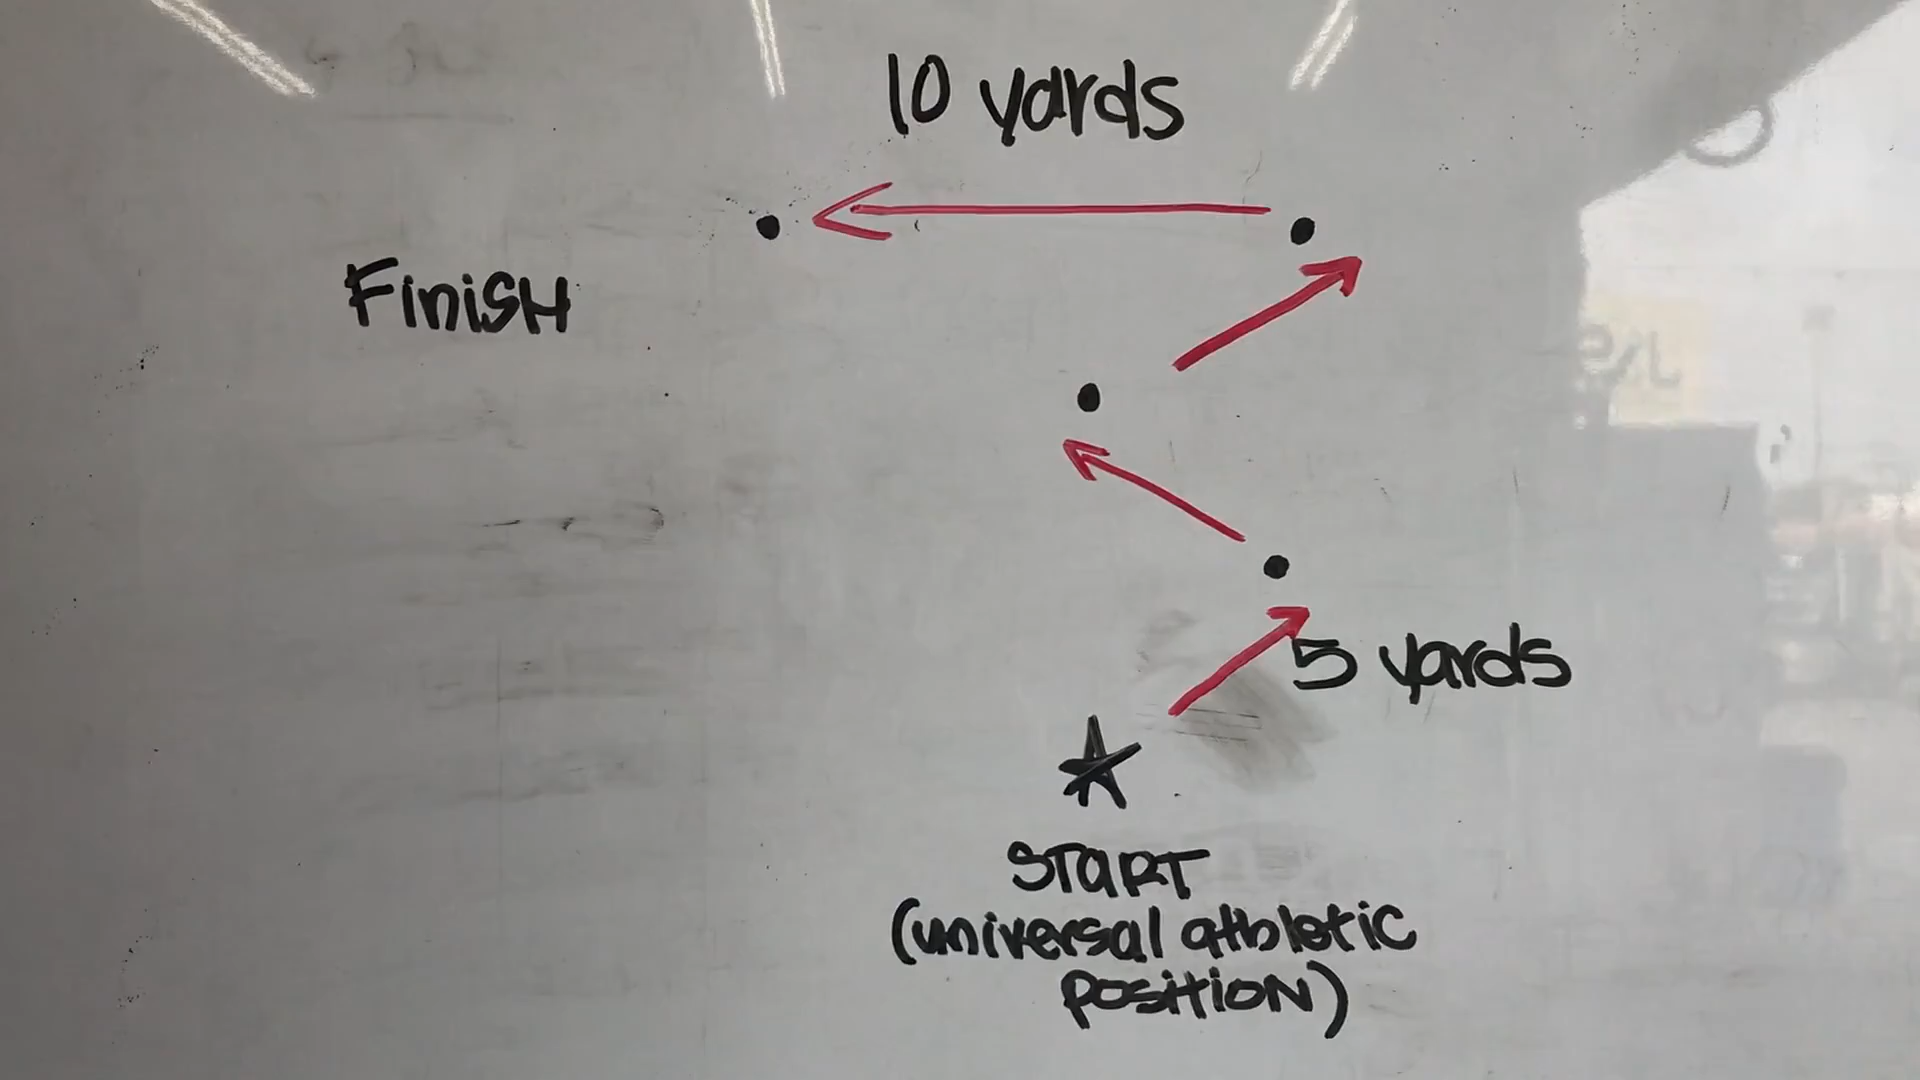 10 yards
Finish
5 yards
START
(universal athletic
position)